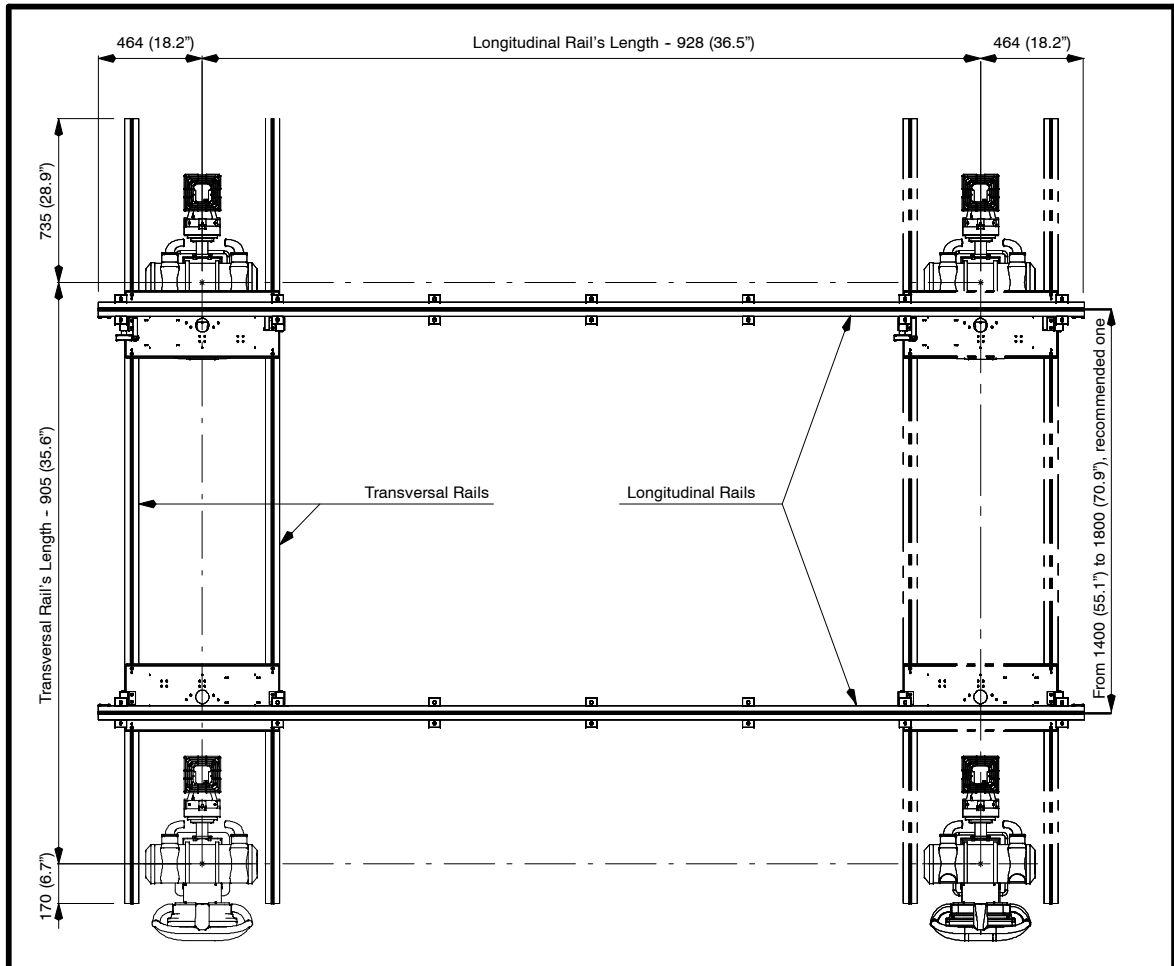 464 (18.2”)
Longitudinal Rail’s Length - 928 (36.5”)
464 (18.2”)
735 (28.9”)
Transversal Rail’s Length - 905 (35.6”)
170 (6.7”)
Transversal Rails
Longitudinal Rails
From 1400 (55.1”) to 1800 (70.9”), recommended one